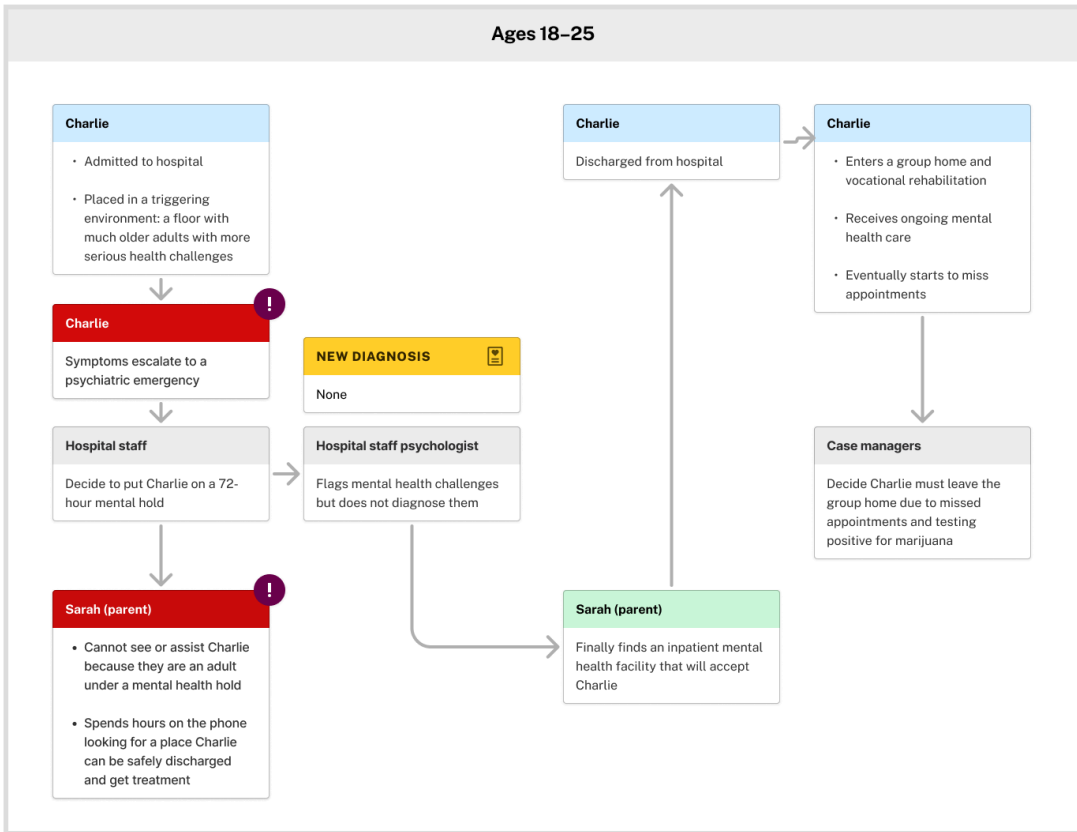 Ages 18–25
Charlie
• Admitted to hospital
• Placed in a triggering
environment: a floor with
much older adults with more
serious health challenges
!
Charlie
Symptoms escalate to a
psychiatric emergency
Hospital staff
Decide to put Charlie on a 72-
hour mental hold
!
Sarah (parent)
• Cannot see or assist Charlie
because they are an adult
under a mental health hold
• Spends hours on the phone
looking for a place Charlie
can be safely discharged
and get treatment
NEW DIAGNOSIS
None
Hospital staff psychologist
Flags mental health challenges
but does not diagnose them
Sarah (parent)
Finally finds an inpatient mental
health facility that will accept
Charlie
Charlie
Discharged from hospital
Charlie
• Enters a group home and
vocational rehabilitation
• Receives ongoing mental
health care
• Eventually starts to miss
appointments
Case managers
Decide Charlie must leave the
group home due to missed
appointments and testing
positive for marijuana